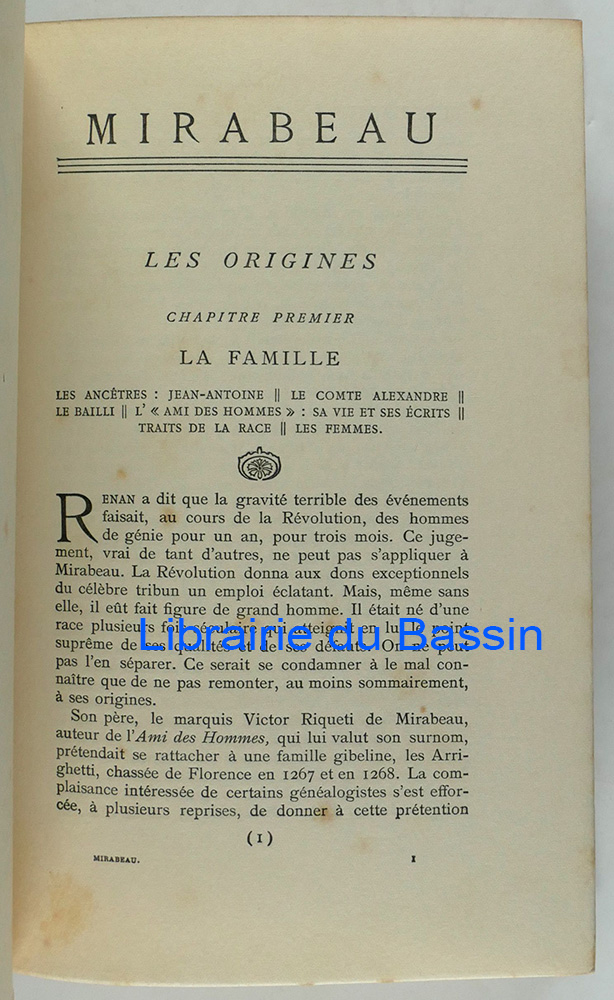 MIRABEAU
LES ORIGINES
CHAPITRE PREMIER
LA FAMILLE
LES ANCÊTRES : JEAN-ANTOINE || LE COMTE ALEXANDRE ||
LE BAILLI || L' « AMI DES HOMMES » : SA VIE ET SES ÉCRITS ||
TRAITS DE LA RACE || LES FEMMES.
RENAN a dit que la gravité terrible des événements
faisait, au cours de la Révolution, des hommes
de génie pour un an, pour trois mois. Ce juge-
ment, vrai de tant d'autres, ne peut pas s'appliquer à
Mirabeau. La Révolution donna aux dons exceptionnels
du célèbre tribun un emploi éclatant. Mais, même sans
elle, il eût fait figure de grand homme. Il était né d'une
race plusieurs fois séculaire qui atteignit en lui le point
suprême de ses qualités et de ses défauts. On ne peut
Librairie du Bassin
pas l'en séparer. Ce serait se condamner à le mal con-
naître que de ne pas remonter, au moins sommairement,
à ses origines.
Son père, le marquis Victor Riqueti de Mirabeau,
auteur de l'Ami des Hommes, qui lui valut son surnom,
prétendait se rattacher à une famille gibeline, les Arri-
ghetti, chassée de Florence en 1267 et en 1268. La com-
plaisance intéressée de certains généalogistes s'est effor-
cée, à plusieurs reprises, de donner à cette prétention
(1)
MIRABEAU. 1